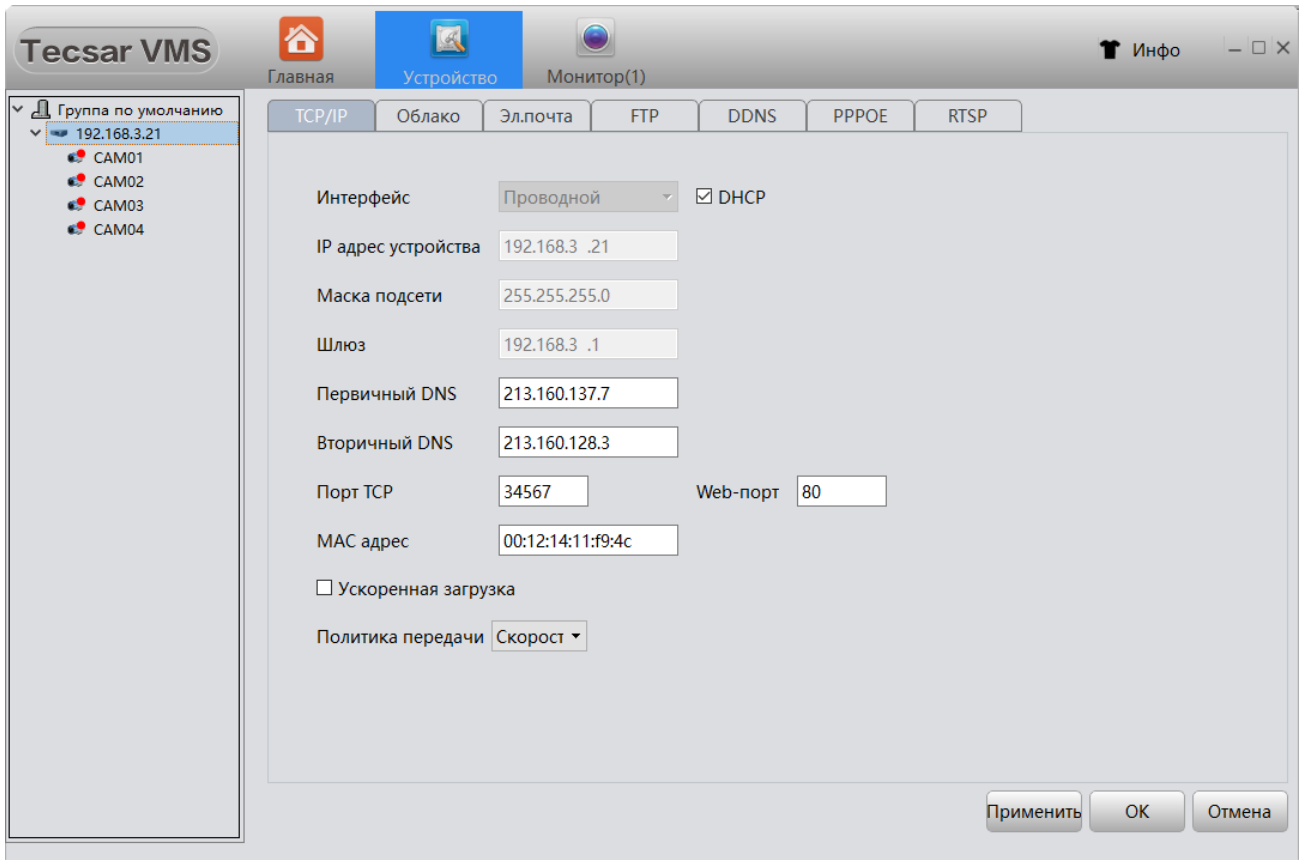 Tecsar VMS
Главная
Устройство
Монитор(1)
Инфо
Группа по умолчанию
192.168.3.21
CAM01
CAM02
CAM03
CAM04
TCP/IP Облако Эл.почта FTP DDNS PPPOE RTSP
Интерфейс Проводной DHCP
IP адрес устройства 192.168.3 .21
Маска подсети 255.255.255.0
Шлюз 192.168.3 .1
Первичный DNS 213.160.137.7
Вторичный DNS 213.160.128.3
Порт TCP 34567 Web-порт 80
MAC адрес 00:12:14:11:f9:4c
Ускоренная загрузка
Политика передачи Скорост
Применить OK Отмена